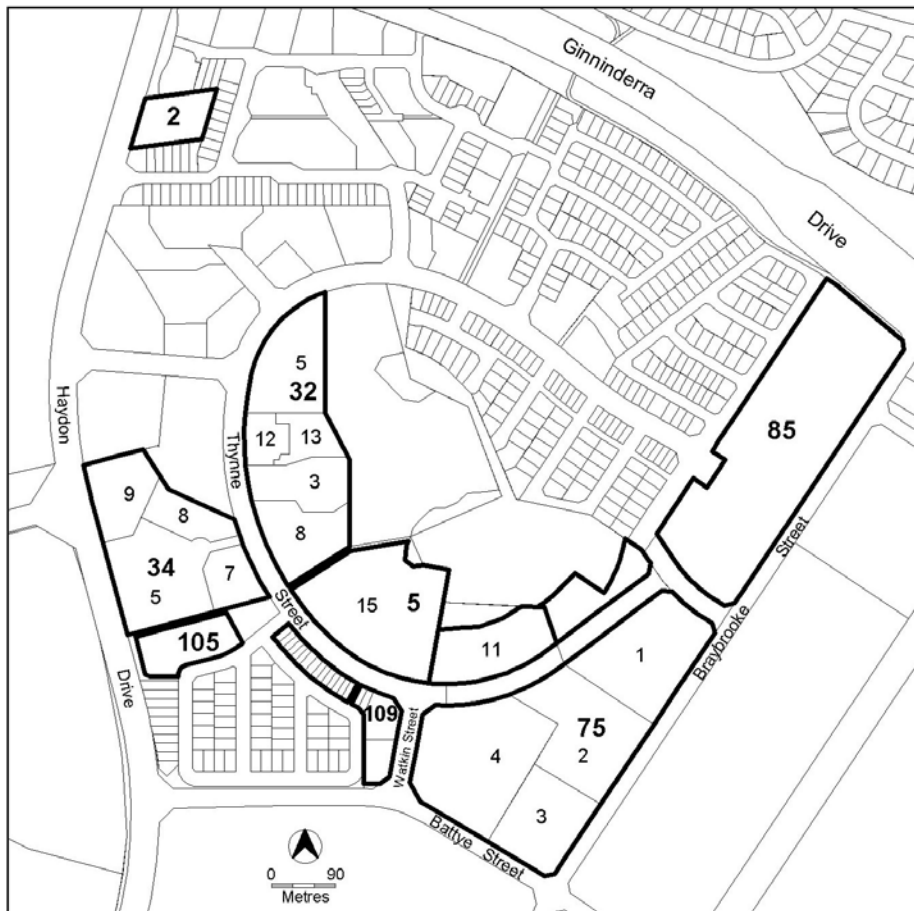 Ginninderra
2
Drive
5
32
85
Haydon
12
13
Thynne
3
9
8
8
34
7
5
15
5
Street
105
Street
11
1
Braybrooke
109
75
2
Drive
Watkin Street
4
3
Battye Street
0 90
Metres